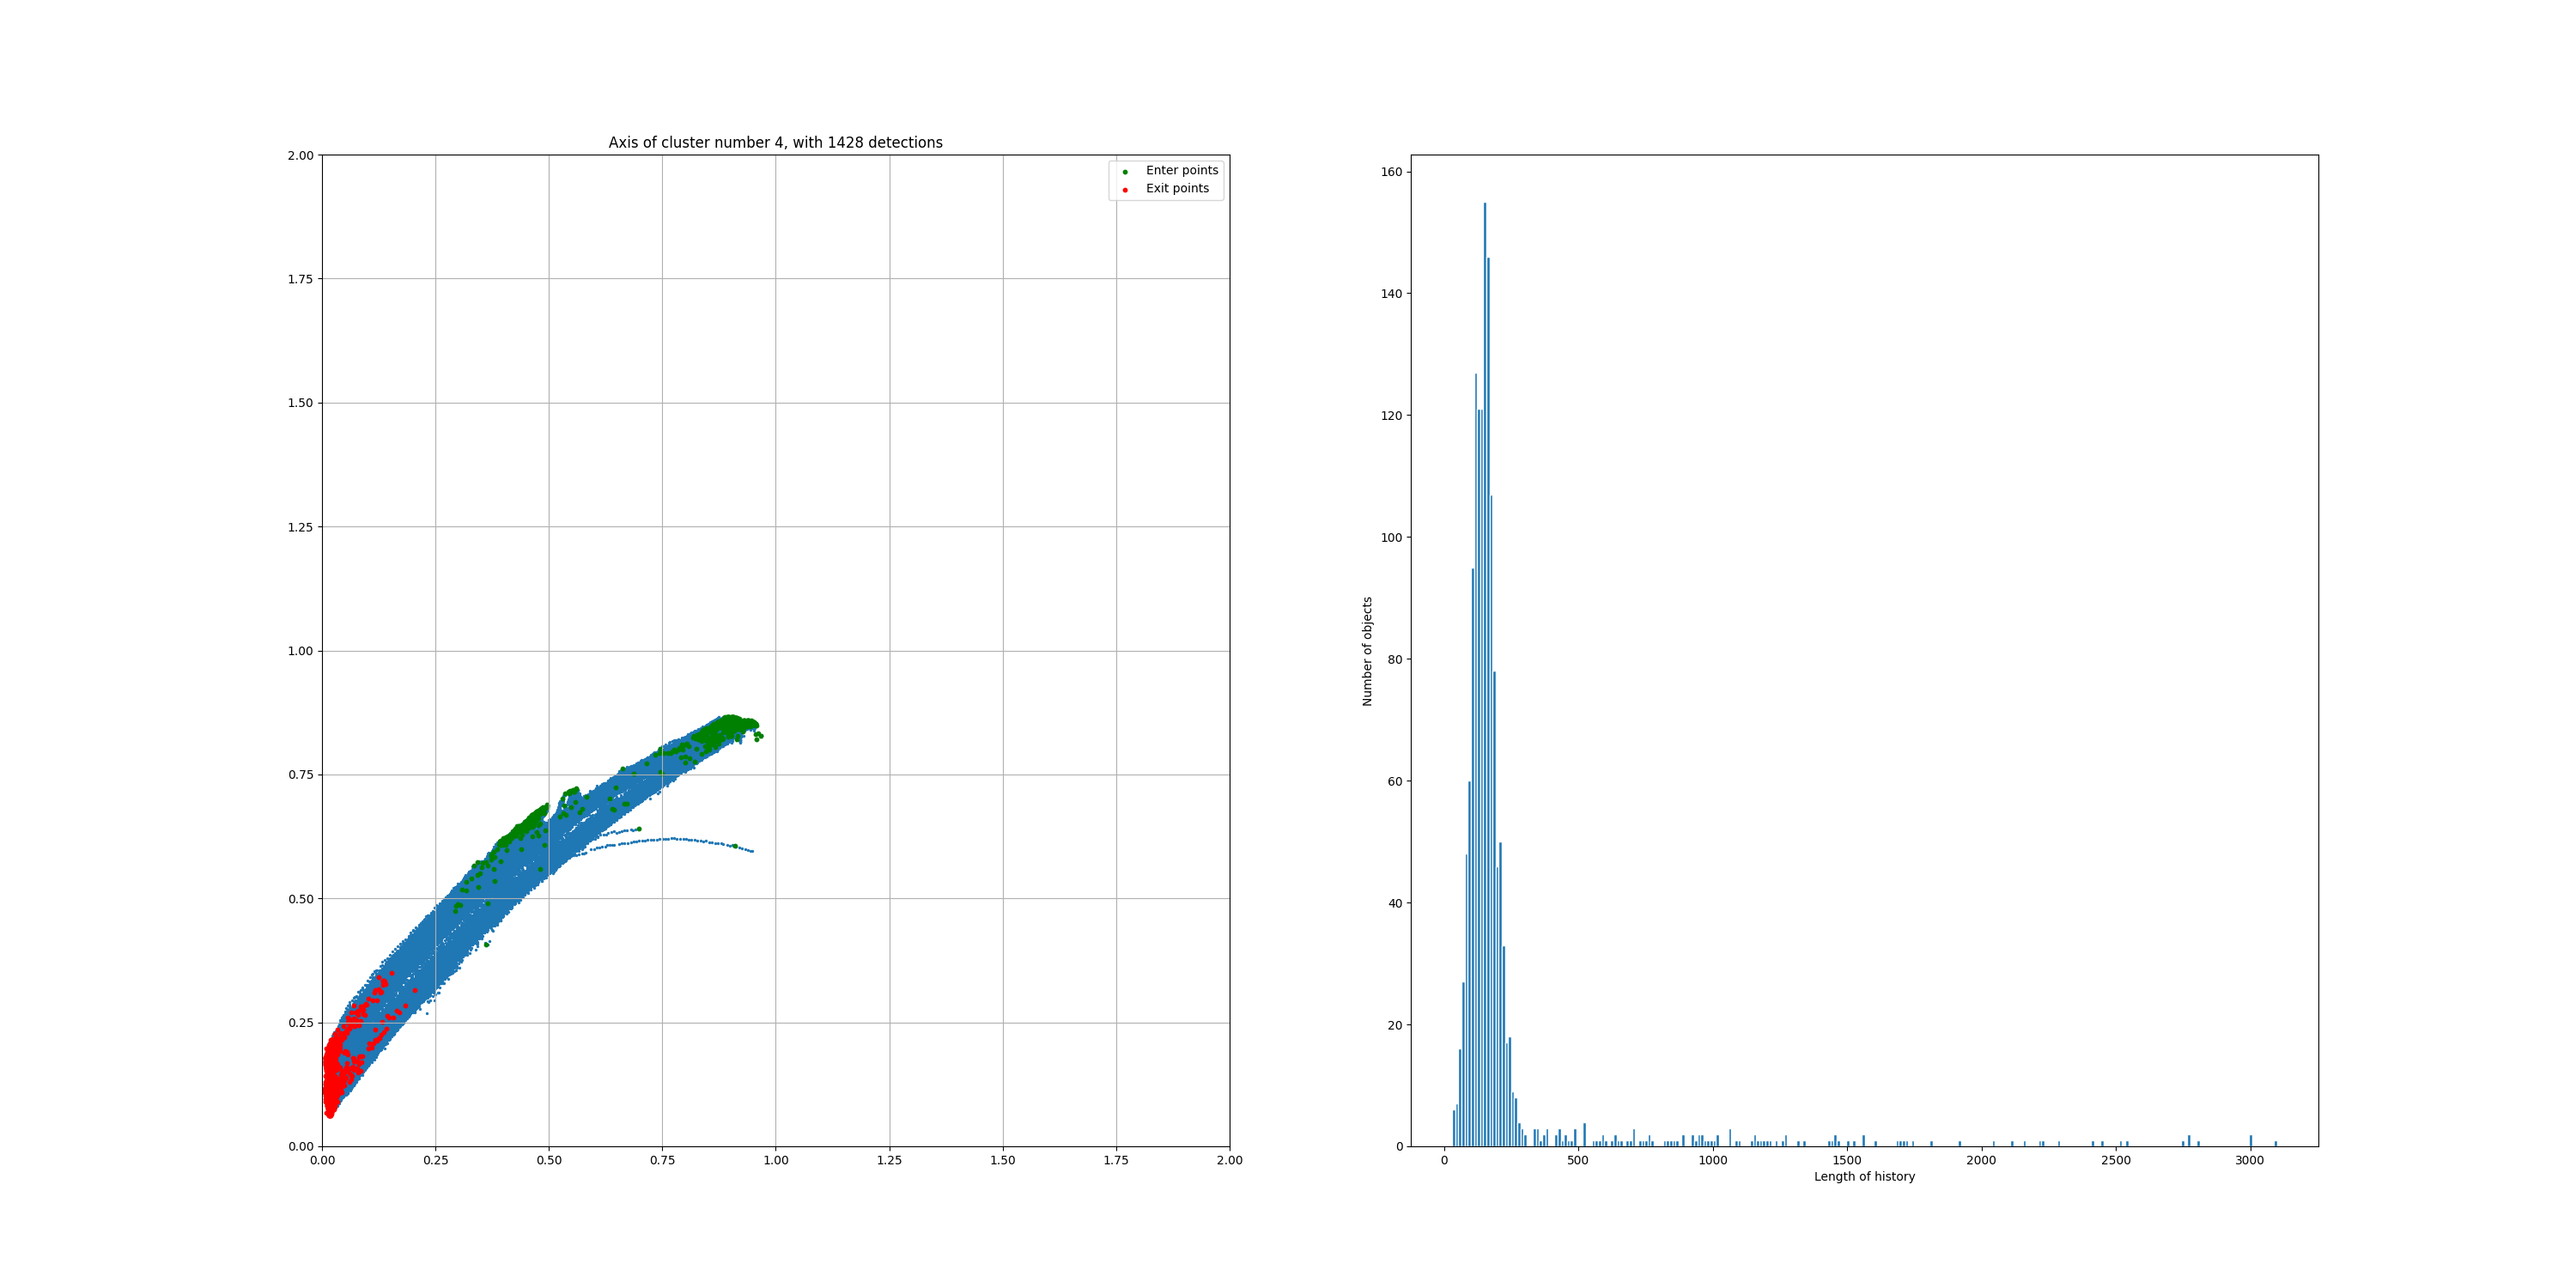 Axis of cluster number 4, with 1428 detections
Enter points
Exit points
2.00
1.75
1.50
1.25
1.00
0.75
0.50
0.25
0.00
0.00 0.25 0.50 0.75 1.00 1.25 1.50 1.75 2.00
Number of objects
160
140
120
100
80
60
40
20
0
0 500 1000 1500 2000 2500 3000
Length of history